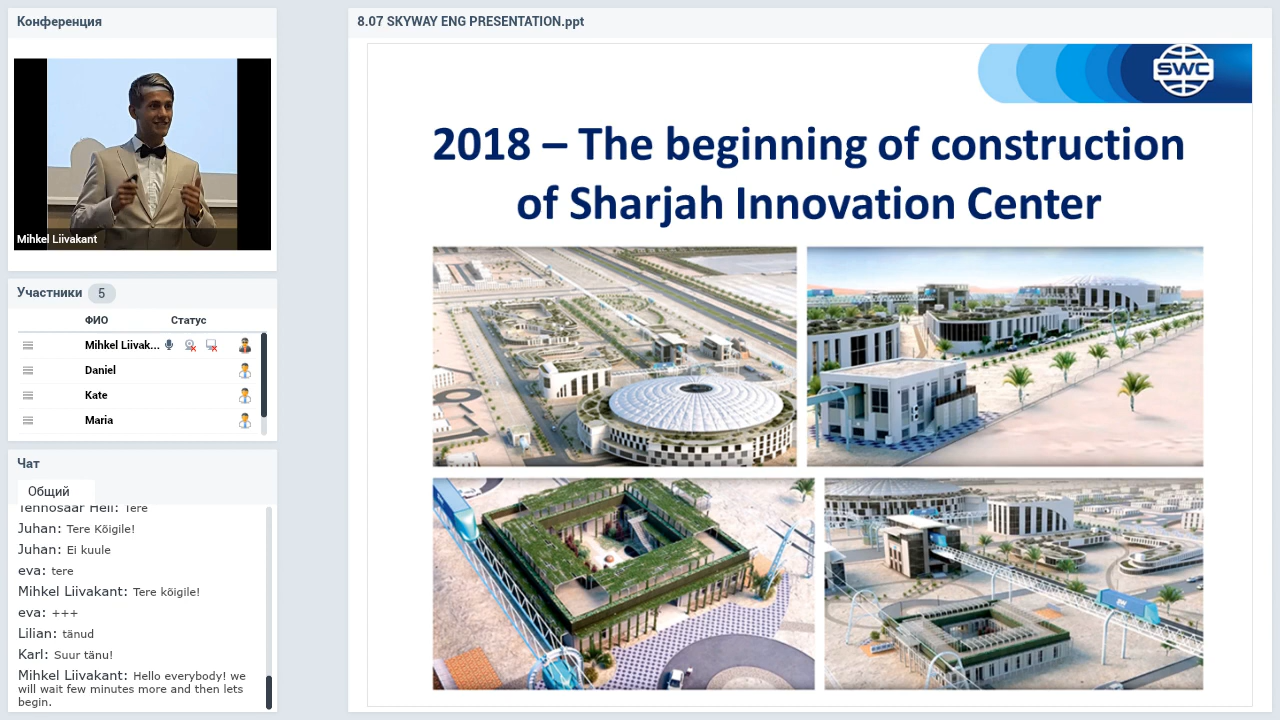 Конференция
Mihkel Liivakant
Участники 5
ФИО Статус
Mihkel Liivak...
Daniel
Kate
Maria
Чат
Общий
Tennosaar Heli: Tere
Juhan: Tere Kõigile!
Juhan: Ei kuule
eva: tere
Mihkel Liivakant: Tere kõigile!
eva: +++
Lilian: tänud
Karl: Suur tänu!
Mihkel Liivakant: Hello everybody! we
will wait few minutes more and then lets
begin.
8.07 SKYWAY ENG PRESENTATION.ppt
SWC
2018 – The beginning of construction
of Sharjah Innovation Center